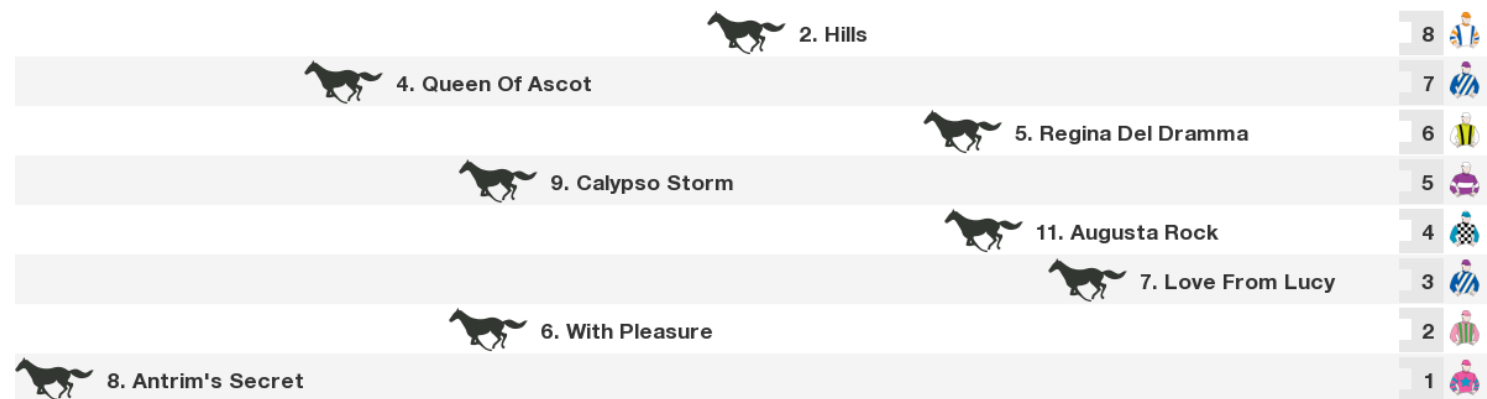 2. Hills 8
4. Queen Of Ascot 7
5. Regina Del Dramma 6
9. Calypso Storm 5
11. Augusta Rock 4
7. Love From Lucy 3
6. With Pleasure 2
8. Antrim's Secret 1